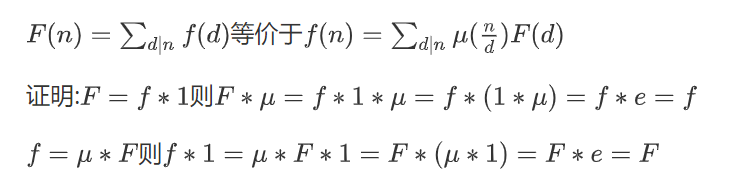 F(n) = ∑_{d|n} f(d)等价于f(n) = ∑_{d|n} μ(n/d)F(d)
证明:F = f * 1则F * μ = f * 1 * μ = f * (1 * μ) = f * e = f
f = μ * F则f * 1 = μ * F * 1 = F * (μ * 1) = F * e = F